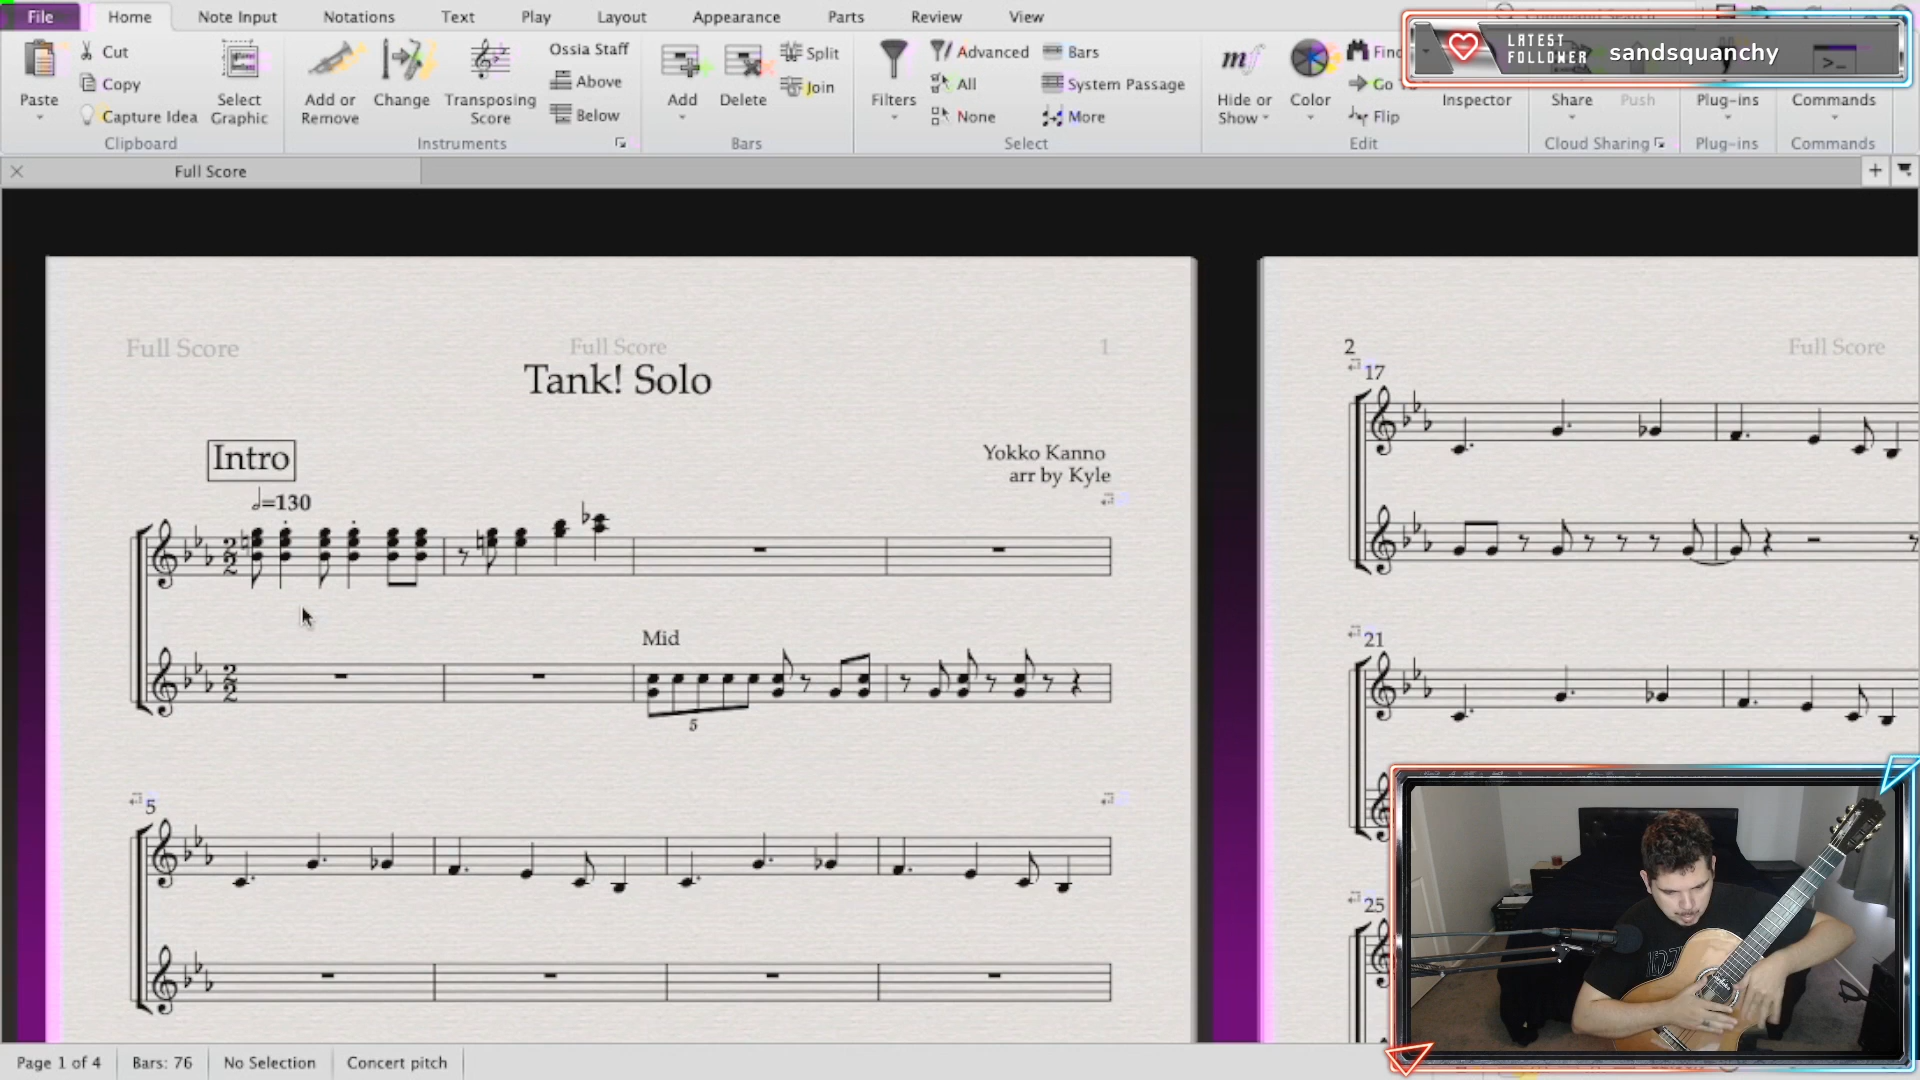 File Home Note Input Notations Text Play Layout Appearance Parts Review View
LATEST FOLLOWER sandsquanchy
Paste Cut Copy Capture Idea Select Graphic
Add or Remove Change Transposing Score Ossia Staff Above Below
Add Delete Split Join
Filters Advanced All None Bars System Passage More
Hide or Show Color Find Go Flip Inspector
Share Push Plug-ins Commands
Clipboard Instruments Bars Select Edit Cloud Sharing Plug-ins Commands
Full Score
Full Score Full Score 1
Tank! Solo
Intro
Yokko Kanno
arr by Kyle
=130
2
2
Mid
2
2
5
5
2 Full Score
17
21
25
Page 1 of 4 Bars: 76 No Selection Concert pitch